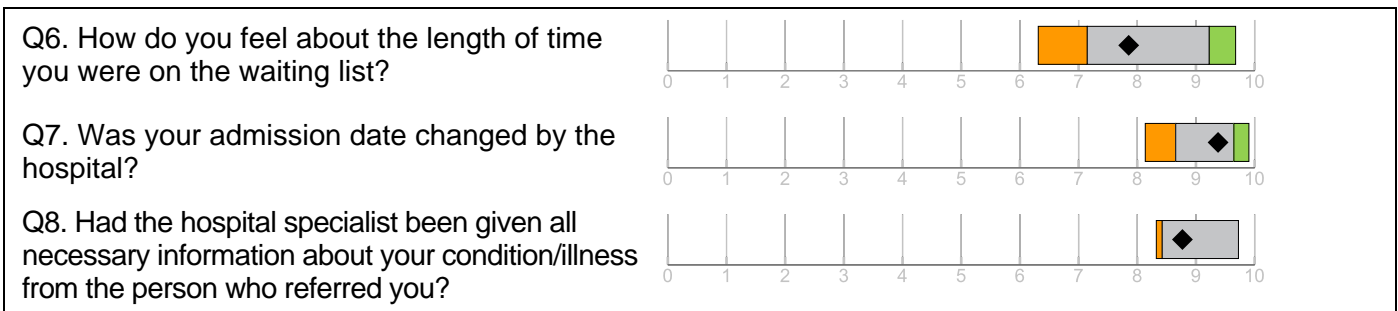 Q6. How do you feel about the length of time
you were on the waiting list?
0 1 2 3 4 5 6 7 8 9 10
Q7. Was your admission date changed by the
hospital?
0 1 2 3 4 5 6 7 8 9 10
Q8. Had the hospital specialist been given all
necessary information about your condition/illness
from the person who referred you?
0 1 2 3 4 5 6 7 8 9 10